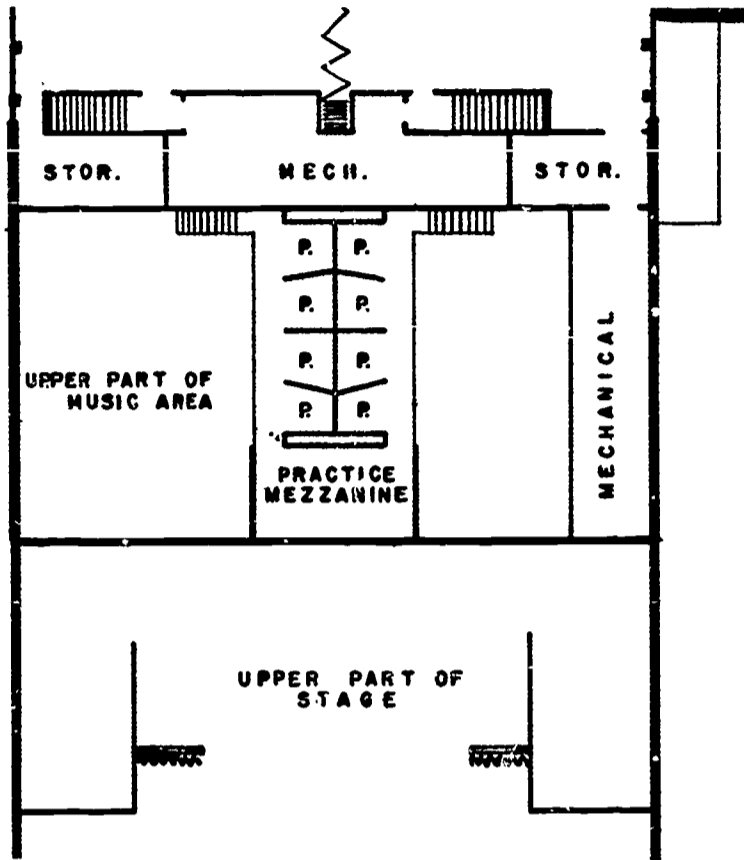 STOR. MECH. STOR.
P. P.
P. P.
P. P.
P. P.
UPPER PART OF
MUSIC AREA
MECHANICAL
PRACTICE
MEZZANINE
UPPER PART OF
STAGE